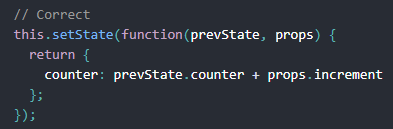 // Correct
this.setState(function(prevState, props) {
  return {
    counter: prevState.counter + props.increment
  };
});